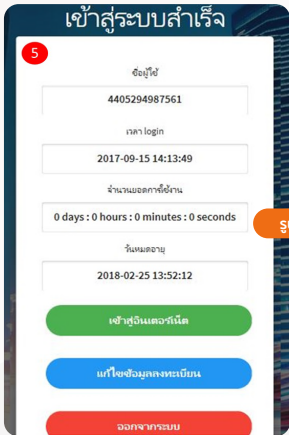 เข้าสู่ระบบสำเร็จ
5
ชื่อผู้ใช้
4405294987561
เวลา login
2017-09-15 14:13:49
จำนวนยอดการใช้งาน
0 days : 0 hours : 0 minutes : 0 seconds
วันหมดอายุ
2018-02-25 13:52:12
เข้าสู่อินเตอร์เน็ต
แก้ไขข้อมูลลงทะเบียน
ออกจากระบบ